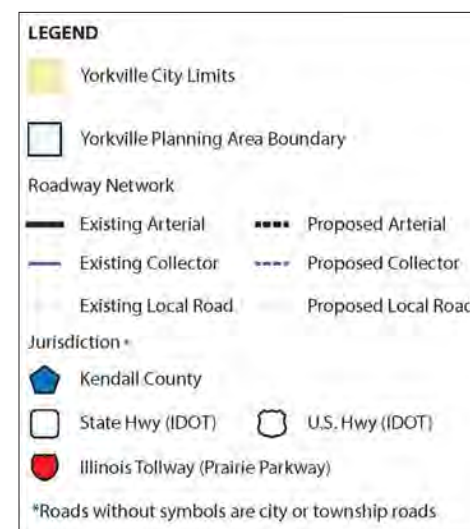 LEGEND
Yorkville City Limits
Yorkville Planning Area Boundary
Roadway Network
Existing Arterial
Proposed Arterial
Existing Collector
Proposed Collector
Existing Local Road
Proposed Local Road
Jurisdiction *
Kendall County
State Hwy (IDOT)
U.S. Hwy (IDOT)
Illinois Tollway (Prairie Parkway)
*Roads without symbols are city or township roads